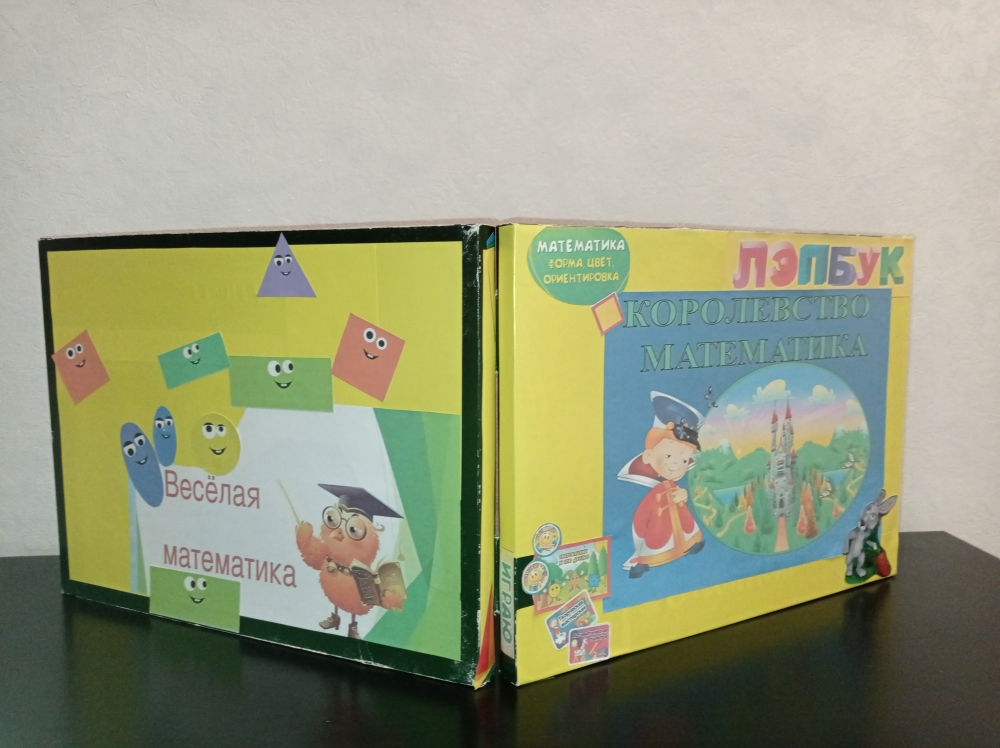 Весёлая
математика
МАТЕМАТИКА
ФОРМА, ЦВЕТ,
ОРИЕНТИРОВКА
ЛЭПБУК
КОРОЛЕВСТВО
МАТЕМАТИКА
ИГРАЮ